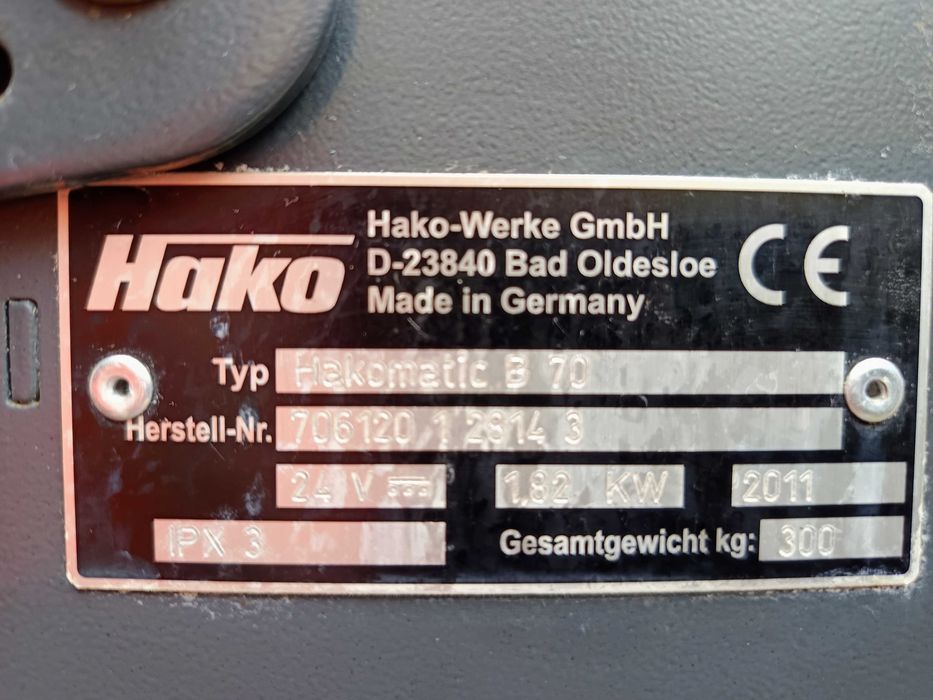 Hako
Hako-Werke GmbH
D-23840 Bad Oldesloe
Made in Germany
CE
Typ Hakomatic B 70
Herstell-Nr. 706120 1 2814 3
24 V ⎓ 1,82 KW 2011
IPX 3 Gesamtgewicht kg: 300